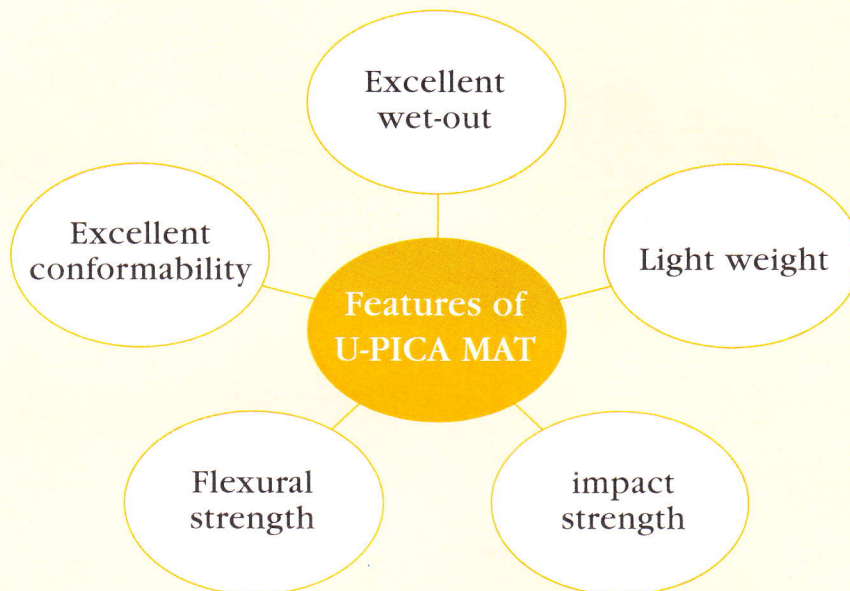 Excellent
wet-out
Excellent
conformability
Light weight
Features of
U-PICA MAT
Flexural
strength
impact
strength